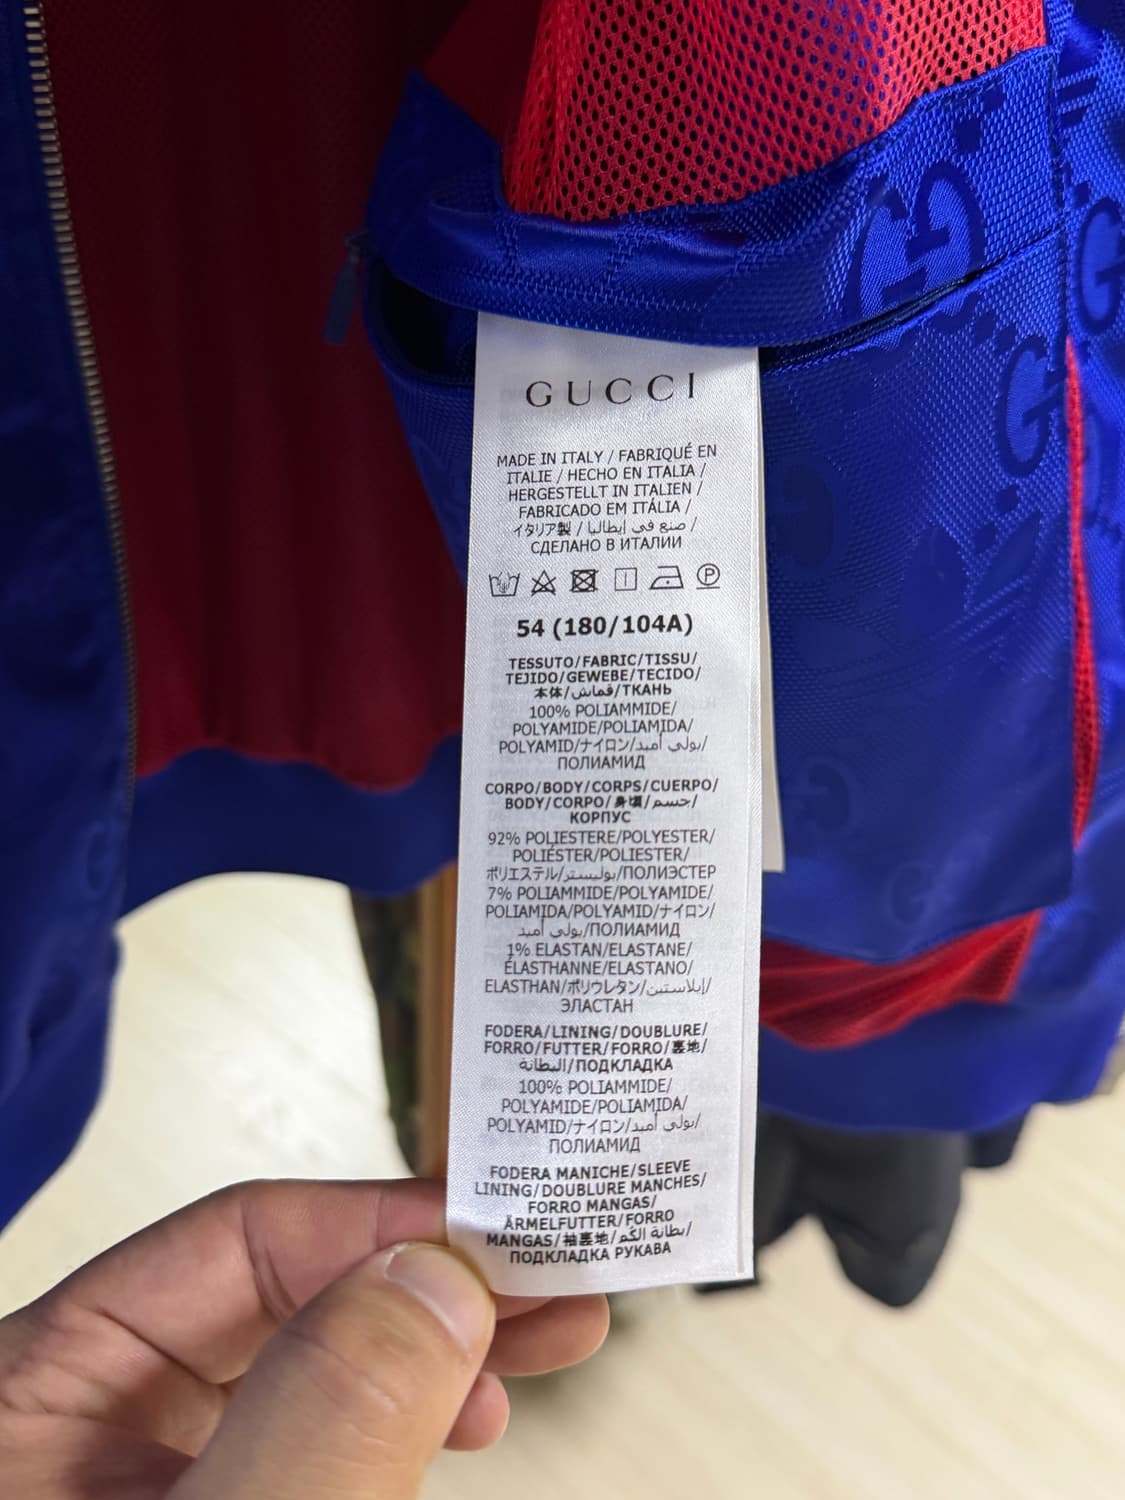 GUCCI
MADE IN ITALY / FABRIQUÉ EN
ITALIE / HECHO EN ITALIA /
HERGESTELLT IN ITALIEN /
FABRICADO EM ITÁLIA /
イタリア製 / صنع في إيطاليا /
СДЕЛАНО В ИТАЛИИ
54 (180/104A)
TESSUTO/FABRIC/TISSU/
TEJIDO/GEWEBE/TECIDO/
本体/قماش/ТКАНЬ
100% POLIAMMIDE/
POLYAMIDE/POLIAMIDA/
POLYAMID/ナイロン/بولي أميد/
ПОЛИАМИД
CORPO/BODY/CORPS/CUERPO/
BODY/CORPO/身頃/جسم/
КОРПУС
92% POLIESTERE/POLYESTER/
POLIÉSTER/POLIESTER/
ポリエステル/بوليستر/ПОЛИЭСТЕР
7% POLIAMMIDE/POLYAMIDE/
POLIAMIDA/POLYAMID/ナイロン/
بولي أميد/ПОЛИАМИД
1% ELASTAN/ELASTANE/
ÉLASTHANNE/ELASTANO/
ELASTHAN/ポリウレタン/إيلاستين/
ЭЛАСТАН
FODERA/LINING/DOUBLURE/
FORRO/FUTTER/FORRO/裏地/
البطانة/ПОДКЛАДКА
100% POLIAMMIDE/
POLYAMIDE/POLIAMIDA/
POLYAMID/ナイロン/بولي أميد/
ПОЛИАМИД
FODERA MANICHE/SLEEVE
LINING/DOUBLURE MANCHES/
FORRO MANGAS/
ÄRMELFUTTER/FORRO
MANGAS/袖裏地/بطانة الكم/
ПОДКЛАДКА РУКАВА